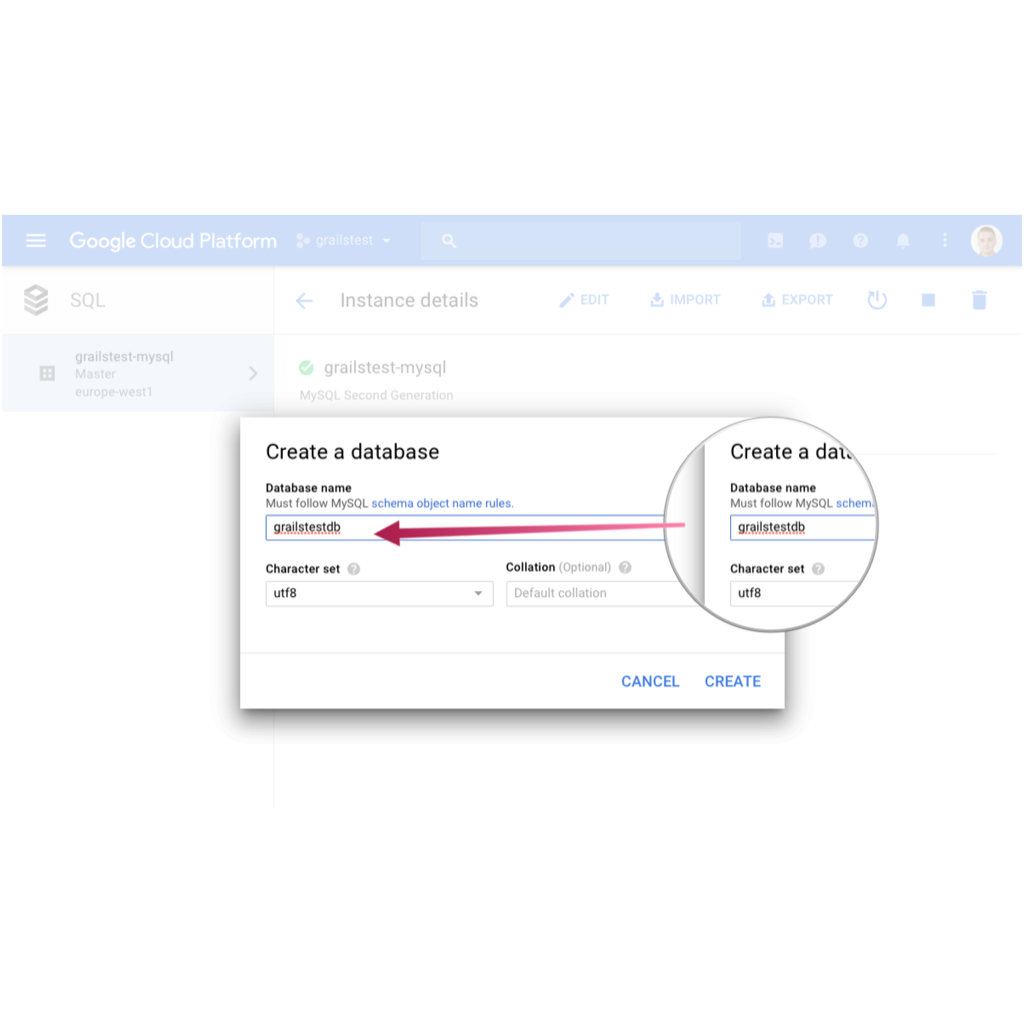 Google Cloud Platform
grailstest
SQL
Instance details
EDIT
IMPORT
EXPORT
grailstest-mysql
Master
europe-west1
grailstest-mysql
MySQL Second Generation
Create a database
Database name
Must follow MySQL schema object name rules.
grailstestdb
Character set
Collation (Optional)
utf8
Default collation
CANCEL
CREATE
Create a dat
Database name
Must follow MySQL schem
grailstestdb
Character set
utf8